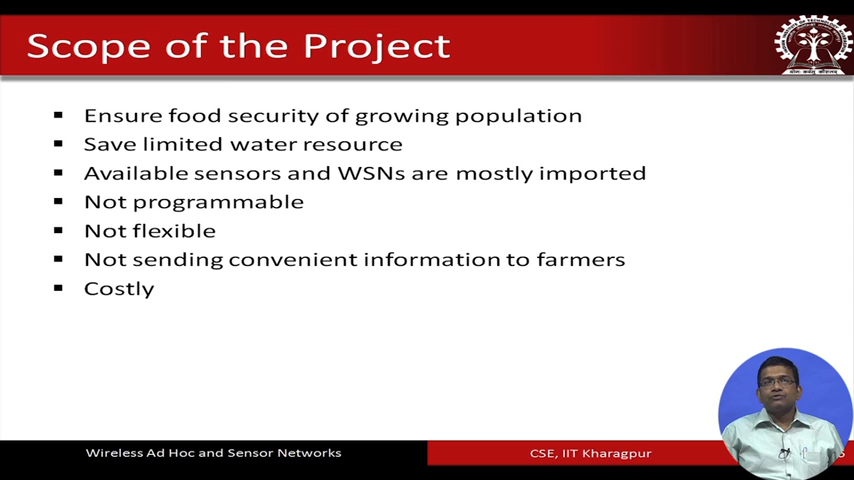 Scope of the Project
Ensure food security of growing population
Save limited water resource
Available sensors and WSNs are mostly imported
Not programmable
Not flexible
Not sending convenient information to farmers
Costly
Wireless Ad Hoc and Sensor Networks
CSE, IIT Kharagpur